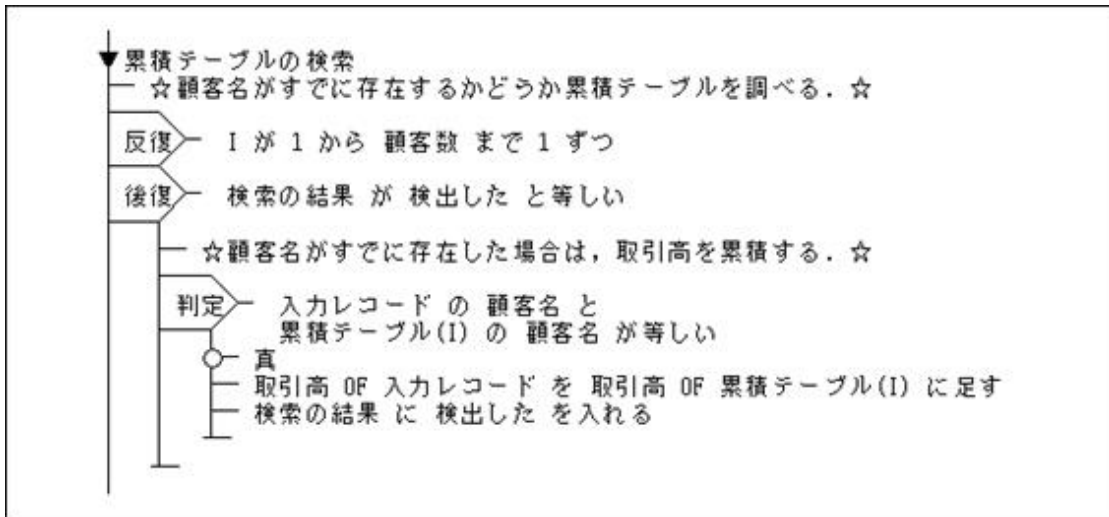 累積テーブルの検索
☆顧客名がすでに存在するかどうか累積テーブルを調べる．☆
反復 I が 1 から 顧客数 まで 1 ずつ
後復 検索の結果 が 検出した と等しい
☆顧客名がすでに存在した場合は，取引高を累積する．☆
判定 入力レコード の 顧客名 と
累積テーブル(I) の 顧客名 が等しい
真
取引高 OF 入力レコード を 取引高 OF 累積テーブル(I) に足す
検索の結果 に 検出した を入れる